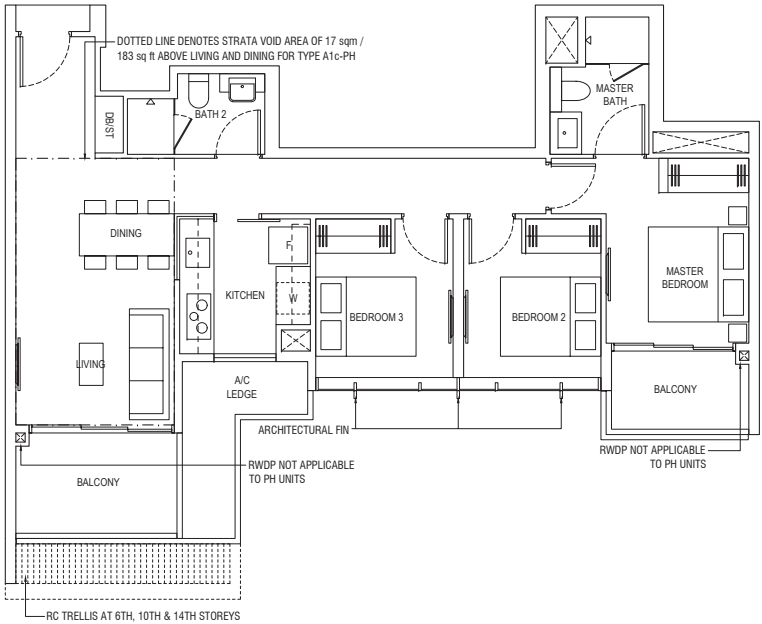 DOTTED LINE DENOTES STRATA VOID AREA OF 17 sqm /
183 sq ft ABOVE LIVING AND DINING FOR TYPE A1c-PH
DB/ST
BATH 2
MASTER
BATH
DINING
F
W
KITCHEN
BEDROOM 3
BEDROOM 2
MASTER
BEDROOM
LIVING
A/C
LEDGE
BALCONY
ARCHITECTURAL FIN
RWDP NOT APPLICABLE
TO PH UNITS
RWDP NOT APPLICABLE
TO PH UNITS
BALCONY
RC TRELLIS AT 6TH, 10TH & 14TH STOREYS